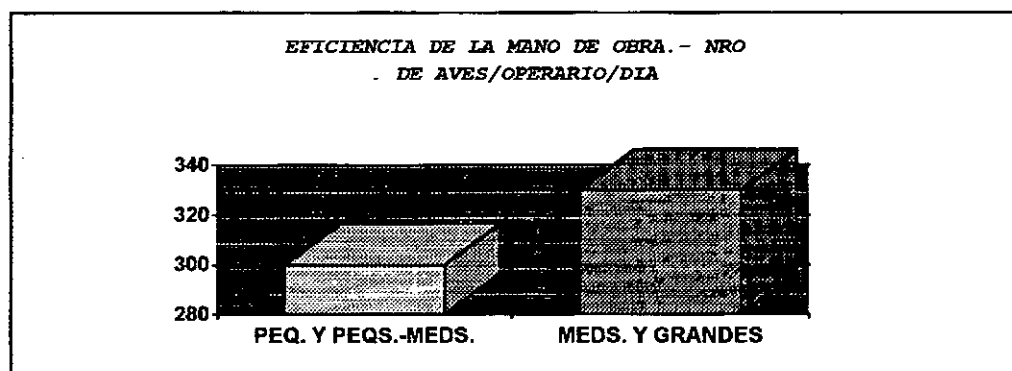 EFICIENCIA DE LA MANO DE OBRA.- NRO
. DE AVES/OPERARIO/DIA
340
320
300
280
PEQ. Y PEQS.-MEDS. MEDS. Y GRANDES